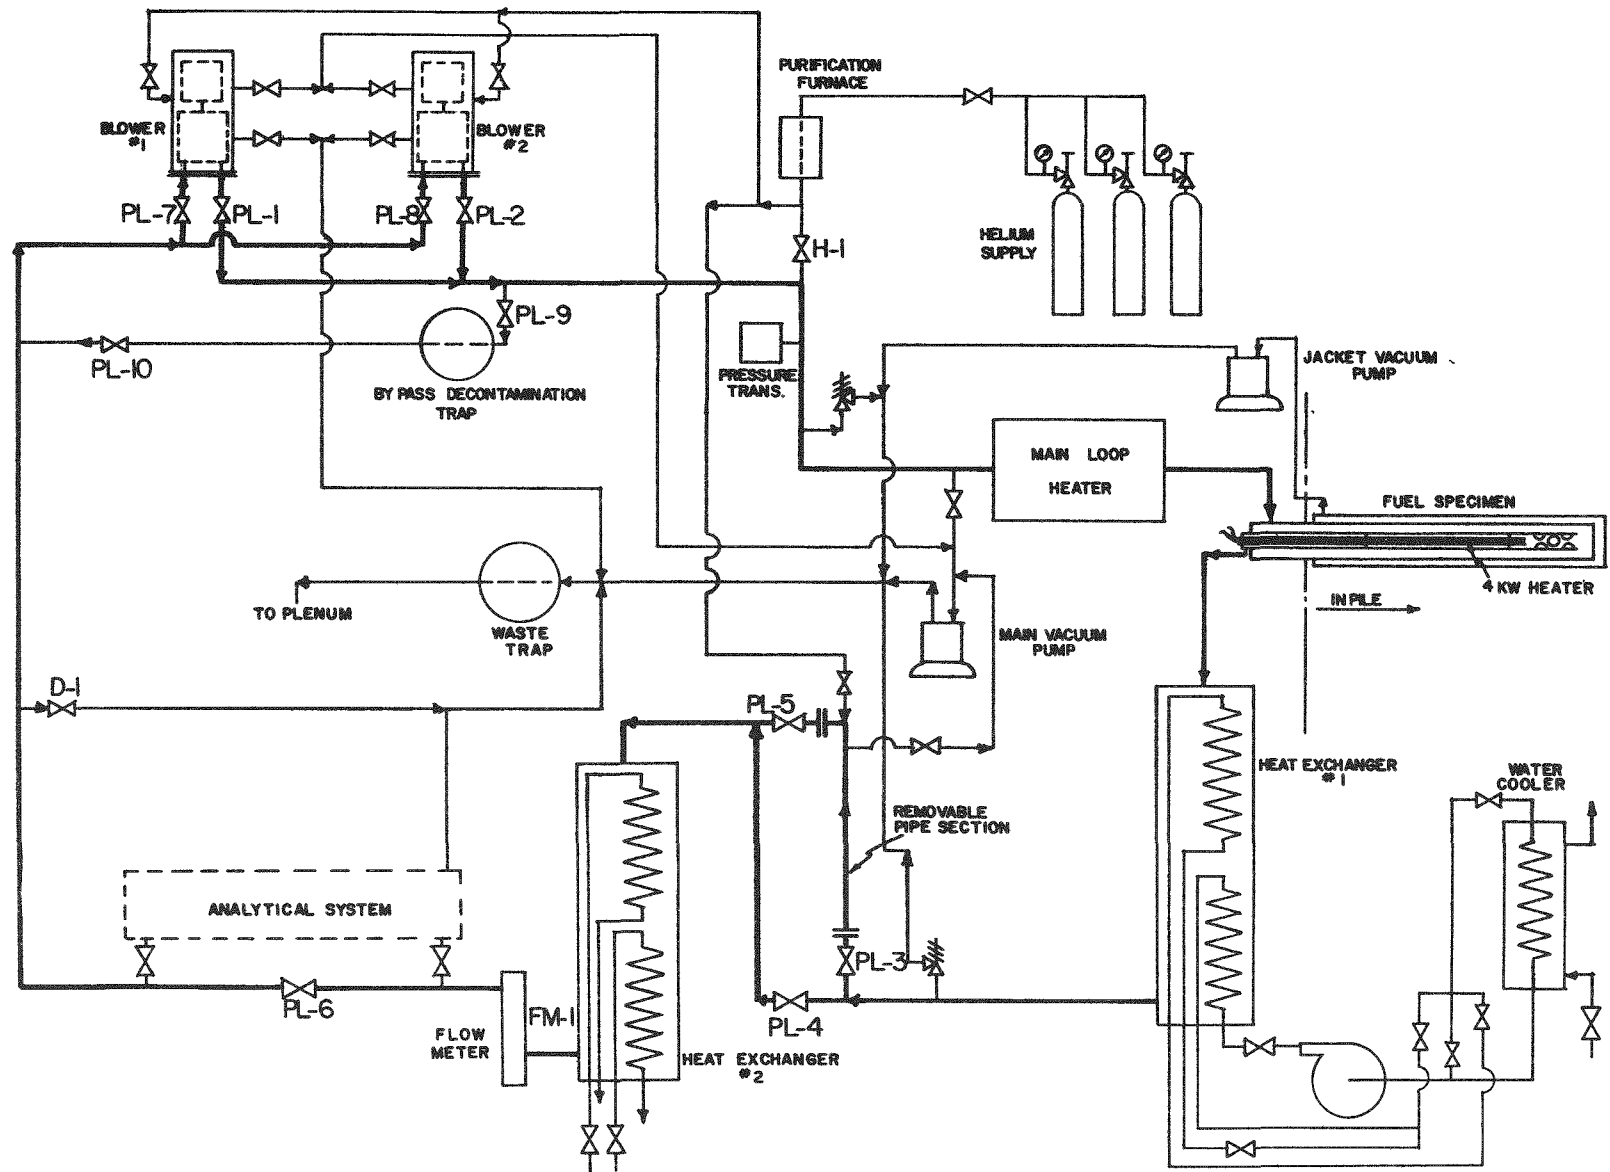 PURIFICATION
FURNACE
BLOWER
#1
BLOWER
#2
PL-7
PL-1
PL-8
PL-2
H-1
HELIUM
SUPPLY
PL-9
PL-10
BY PASS DECONTAMINATION
TRAP
PRESSURE
TRANS.
JACKET VACUUM
PUMP
MAIN LOOP
HEATER
FUEL SPECIMEN
4 KW HEATER
IN PILE
TO PLENUM
WASTE
TRAP
MAIN VACUUM
PUMP
D-1
PL-5
HEAT EXCHANGER
#1
WATER
COOLER
REMOVABLE
PIPE SECTION
ANALYTICAL SYSTEM
PL-3
PL-6
FM-1
PL-4
FLOW
METER
HEAT EXCHANGER
#2